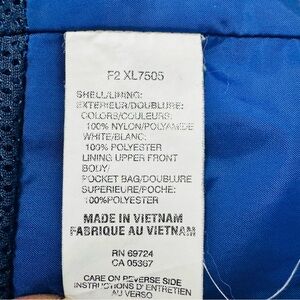 F2 XL7505
SHELL/LINING:
EXTERIEUR/DOUBLURE:
COLORS/COULEURS:
100% NYLON/POLYAMIDE
WHITE/BLANC:
100% POLYESTER
LINING UPPER FRONT
BODY/
POCKET BAG/DOUBLURE
SUPERIEURE/POCHE:
100%POLYESTER
MADE IN VIETNAM
FABRIQUE AU VIETNAM
RN 69724
CA 05367
CARE ON REVERSE SIDE
INSTRUCTIONS D'ENTRETIEN
AU VERSO